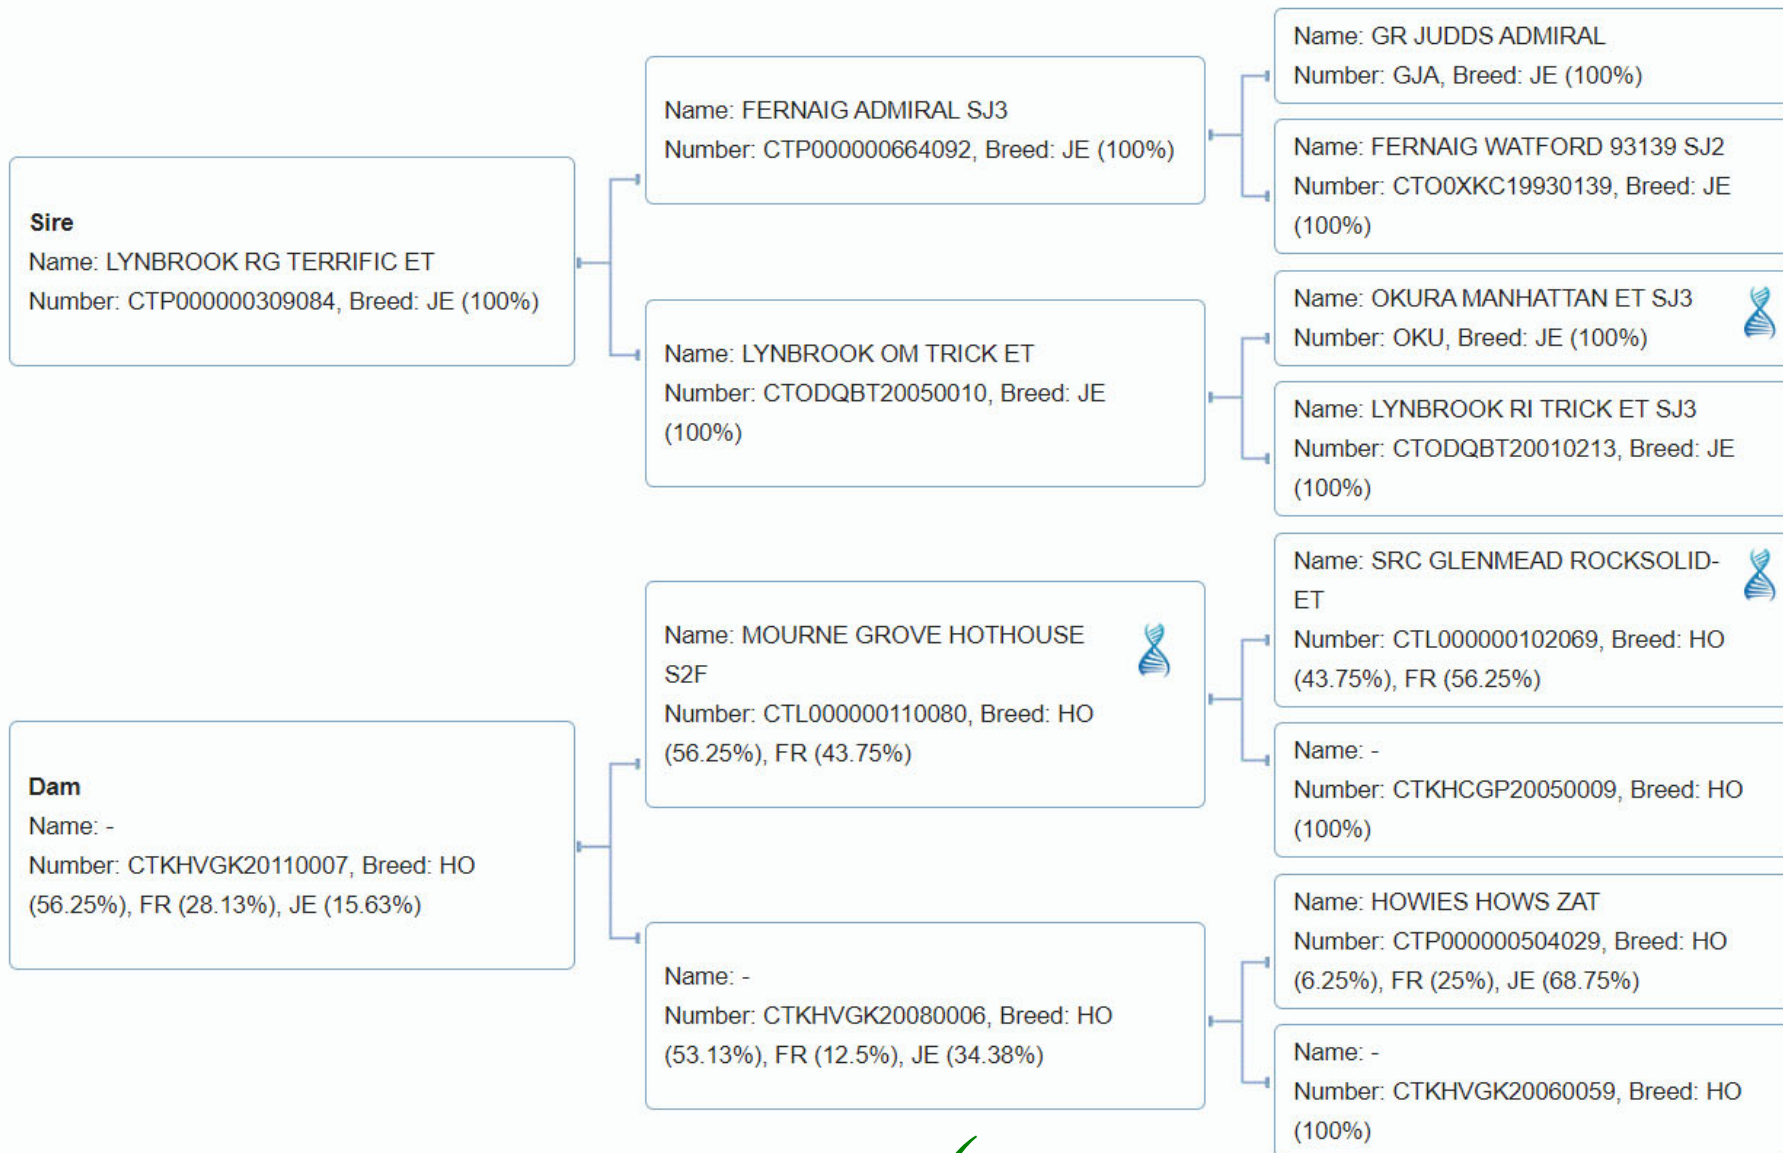 Sire
Name: LYNBROOK RG TERRIFIC ET
Number: CTP000000309084, Breed: JE (100%)
Dam
Name: -
Number: CTKHVGK20110007, Breed: HO
(56.25%), FR (28.13%), JE (15.63%)
Name: FERNAIG ADMIRAL SJ3
Number: CTP000000664092, Breed: JE (100%)
Name: LYNBROOK OM TRICK ET
Number: CTODQBT20050010, Breed: JE
(100%)
Name: MOURNE GROVE HOTHOUSE
S2F
Number: CTL000000110080, Breed: HO
(56.25%), FR (43.75%)
Name: -
Number: CTKHVGK20080006, Breed: HO
(53.13%), FR (12.5%), JE (34.38%)
Name: GR JUDDS ADMIRAL
Number: GJA, Breed: JE (100%)
Name: FERNAIG WATFORD 93139 SJ2
Number: CTO0XKC19930139, Breed: JE
(100%)
Name: OKURA MANHATTAN ET SJ3
Number: OKU, Breed: JE (100%)
Name: LYNBROOK RI TRICK ET SJ3
Number: CTODQBT20010213, Breed: JE
(100%)
Name: SRC GLENMEAD ROCKSOLID-
ET
Number: CTL000000102069, Breed: HO
(43.75%), FR (56.25%)
Name: -
Number: CTKHCGP20050009, Breed: HO
(100%)
Name: HOWIES HOWS ZAT
Number: CTP000000504029, Breed: HO
(6.25%), FR (25%), JE (68.75%)
Name: -
Number: CTKHVGK20060059, Breed: HO
(100%)